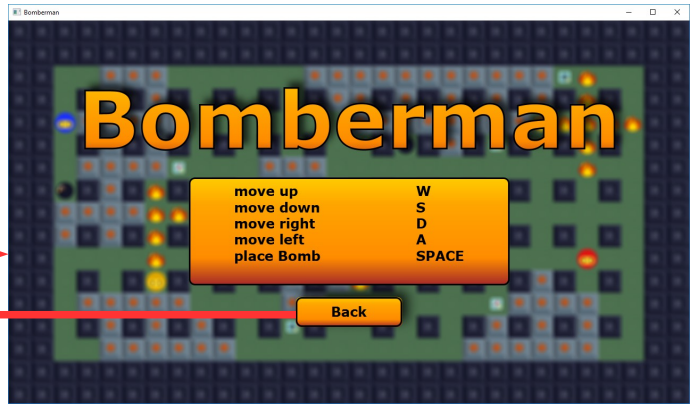 Bomberman
Bomberman
move up W
move down S
move right D
move left A
place Bomb SPACE
Back